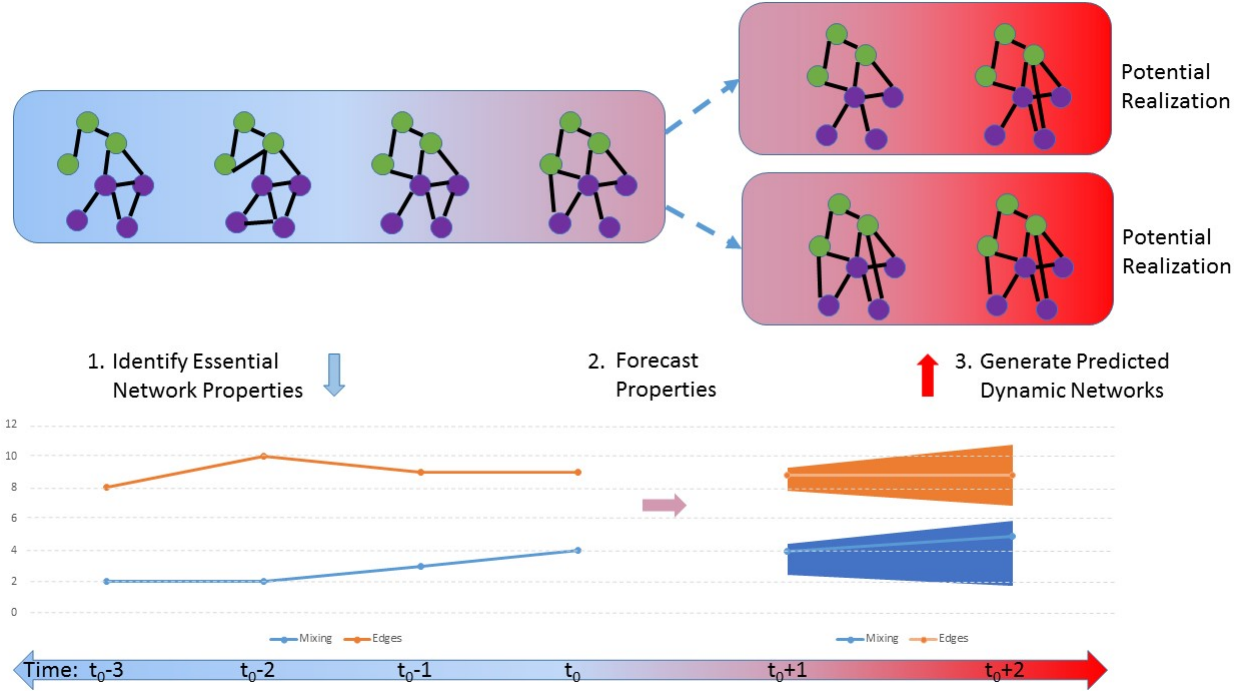 Potential
Realization
Potential
Realization
1. Identify Essential
Network Properties
2. Forecast
Properties
3. Generate Predicted
Dynamic Networks
12
10
8
6
4
2
0
Mixing Edges
Mixing Edges
Time: t₀-3 t₀-2 t₀-1 t₀ t₀+1 t₀+2